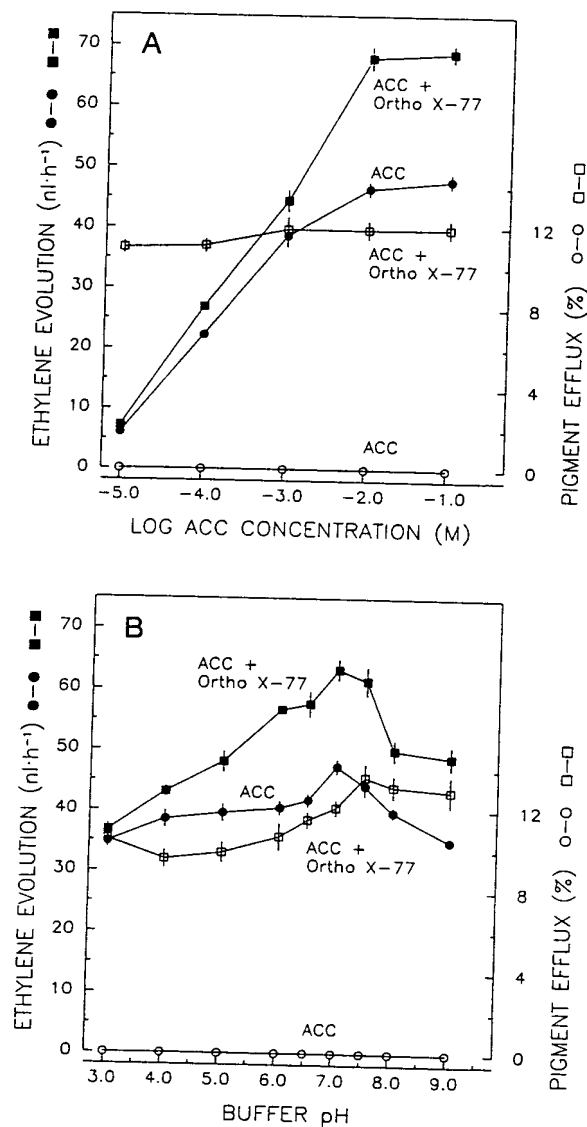 A
ETHYLENE EVOLUTION (nl·h⁻¹)
70
60
50
40
30
20
10
0
ACC +
Ortho X-77
ACC
ACC +
Ortho X-77
ACC
12
8
4
0
PIGMENT EFFLUX (%)
-5.0 -4.0 -3.0 -2.0 -1.0
LOG ACC CONCENTRATION (M)
B
ETHYLENE EVOLUTION (nl·h⁻¹)
70
60
50
40
30
20
10
0
ACC +
Ortho X-77
ACC
ACC +
Ortho X-77
ACC
12
8
4
0
PIGMENT EFFLUX (%)
3.0 4.0 5.0 6.0 7.0 8.0 9.0
BUFFER pH